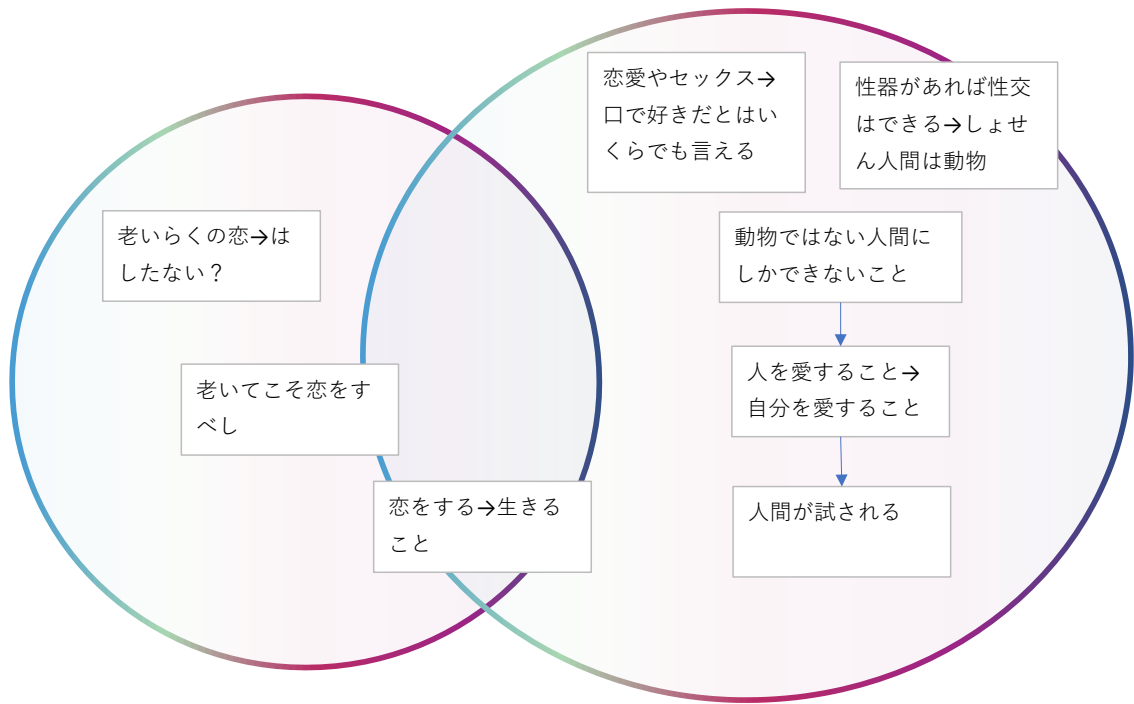 恋愛やセックス→
口で好きだとはい
くらでも言える
性器があれば性交
はできる→しょせ
ん人間は動物
老いらくの恋→は
したない？
動物ではない人間に
しかできないこと
老いてこそ恋をす
べし
人を愛すること→
自分を愛すること
恋をする→生きる
こと
人間が試される